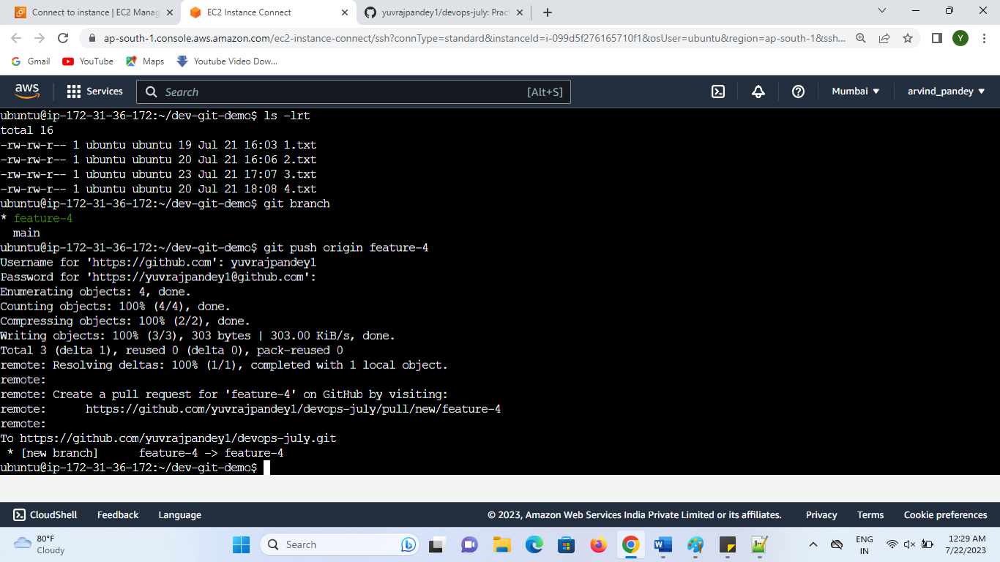 Connect to instance | EC2 Manag
EC2 Instance Connect
yuvrajpandey1/devops-july: Pract
ap-south-1.console.aws.amazon.com/ec2-instance-connect/ssh?connType=standard&instanceId=i-099d5f276165710f1&osUser=ubuntu&region=ap-south-1&ssh...
Y
Gmail
YouTube
Maps
Youtube Video Dow...
aws
Services
Search
[Alt+S]
Mumbai
arvind_pandey
ubuntu@ip-172-31-36-172:~/dev-git-demo$ ls -lrt
total 16
-rw-rw-r-- 1 ubuntu ubuntu 19 Jul 21 16:03 1.txt
-rw-rw-r-- 1 ubuntu ubuntu 20 Jul 21 16:06 2.txt
-rw-rw-r-- 1 ubuntu ubuntu 23 Jul 21 17:07 3.txt
-rw-rw-r-- 1 ubuntu ubuntu 20 Jul 21 18:08 4.txt
ubuntu@ip-172-31-36-172:~/dev-git-demo$ git branch
* feature-4
  main
ubuntu@ip-172-31-36-172:~/dev-git-demo$ git push origin feature-4
Username for 'https://github.com': yuvrajpandey1
Password for 'https://yuvrajpandey1@github.com':
Enumerating objects: 4, done.
Counting objects: 100% (4/4), done.
Compressing objects: 100% (2/2), done.
Writing objects: 100% (3/3), 303 bytes | 303.00 KiB/s, done.
Total 3 (delta 1), reused 0 (delta 0), pack-reused 0
remote: Resolving deltas: 100% (1/1), completed with 1 local object.
remote:
remote: Create a pull request for 'feature-4' on GitHub by visiting:
remote:      https://github.com/yuvrajpandey1/devops-july/pull/new/feature-4
remote:
To https://github.com/yuvrajpandey1/devops-july.git
 * [new branch]      feature-4 -> feature-4
ubuntu@ip-172-31-36-172:~/dev-git-demo$
CloudShell
Feedback
Language
© 2023, Amazon Web Services India Private Limited or its affiliates.
Privacy
Terms
Cookie preferences
80°F
Cloudy
Search
ENG
IN
12:29 AM
7/22/2023